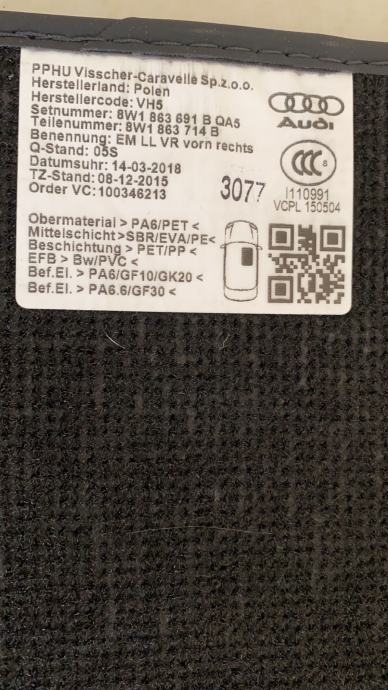 PPHU Visscher-Caravelle Sp.z.o.o.
Herstellerland: Polen
Herstellercode: VH5
Setnummer: 8W1 863 691 B QA5
Teilenummer: 8W1 863 714 B
Benennung: EM LL VR vorn rechts
Q-Stand: 05S
Datumsuhr: 14-03-2018
TZ-Stand: 08-12-2015
Order VC:100346213
3077
Audi
CCC S
I110991
VCPL 150504
Obermaterial > PA6/PET <
Mittelschicht >SBR/EVA/PE<
Beschichtung > PET/PP <
EFB > Bw/PVC <
Bef.El. > PA6/GF10/GK20 <
Bef.El. > PA6.6/GF30 <